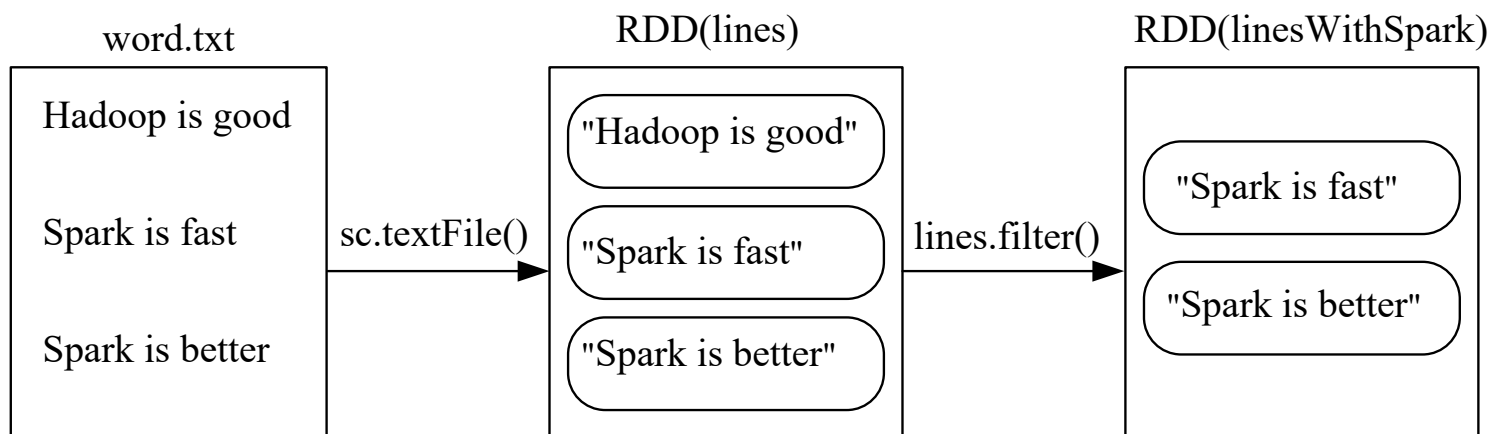 word.txt
Hadoop is good
Spark is fast
Spark is better
sc.textFile()
RDD(lines)
"Hadoop is good"
"Spark is fast"
"Spark is better"
lines.filter()
RDD(linesWithSpark)
"Spark is fast"
"Spark is better"